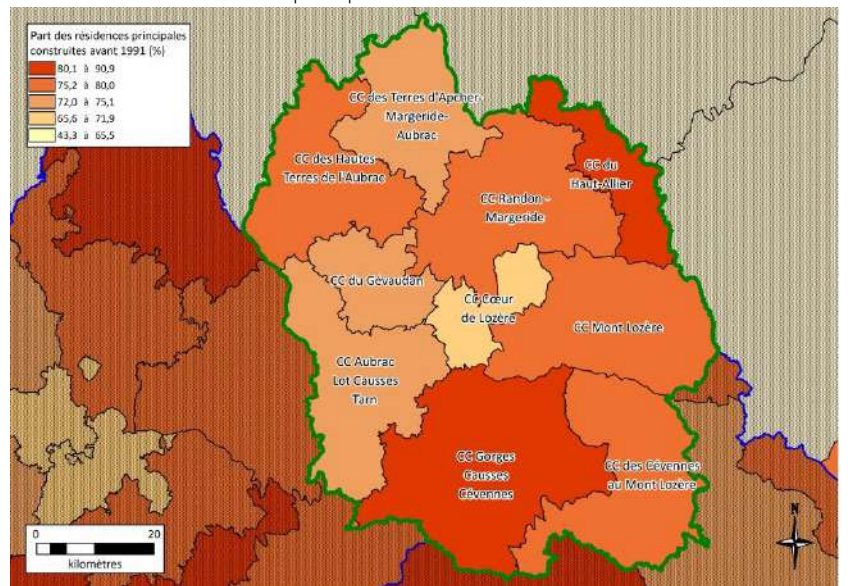 Part des résidences principales
construites avant 1991 (%)
80,1 à 90,9
75,2 à 80,0
72,0 à 75,1
65,6 à 71,9
43,3 à 65,5
CC des Terres d'Apcher-
Margeride-
Aubrac
CC des Hautes
Terres de l'Aubrac
CC du
Haut-Allier
CC Randon -
Margeride
CC du Gévaudan
CC Cœur
de Lozère
CC Mont Lozère
CC Aubrac
Lot Causses
Tarn
CC Gorges
Causses
Cévennes
CC des Cévennes
au Mont Lozère
N
0 20
kilomètres